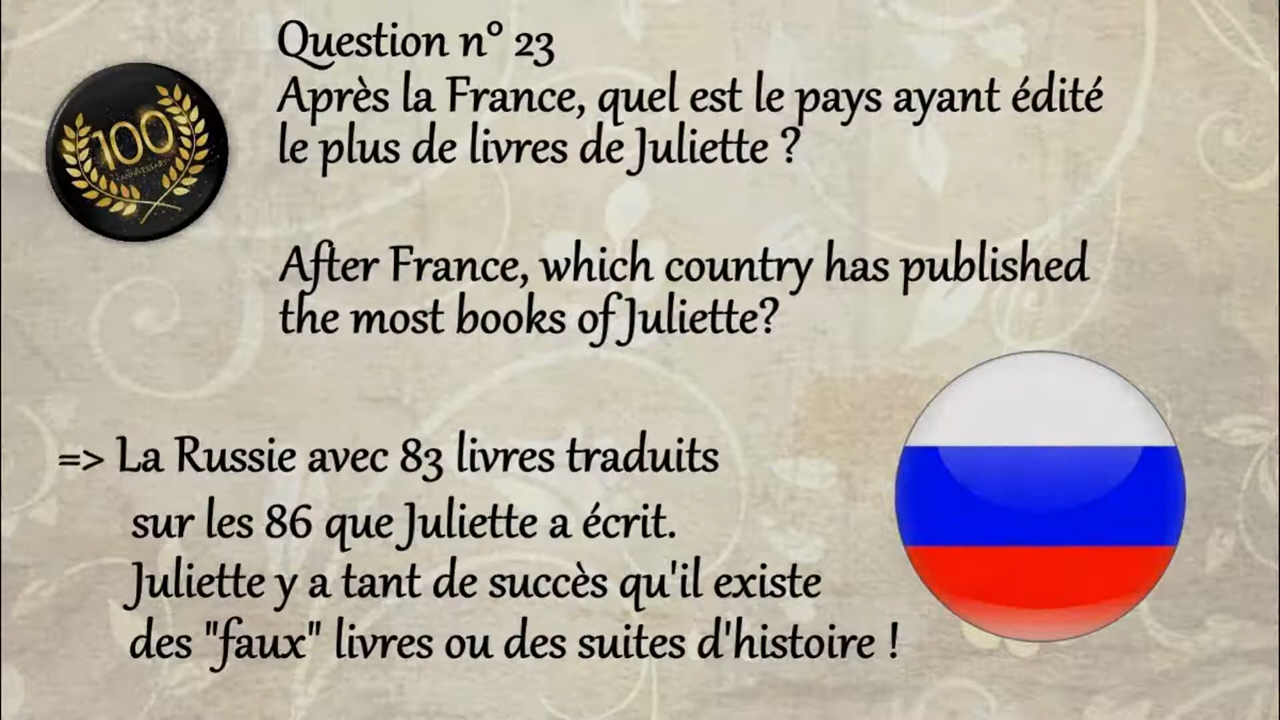 Question n° 23
Après la France, quel est le pays ayant édité
le plus de livres de Juliette ?
100
ANNIVERSARY
After France, which country has published
the most books of Juliette?
=> La Russie avec 83 livres traduits
sur les 86 que Juliette a écrit.
Juliette y a tant de succès qu'il existe
des "faux" livres ou des suites d'histoire !